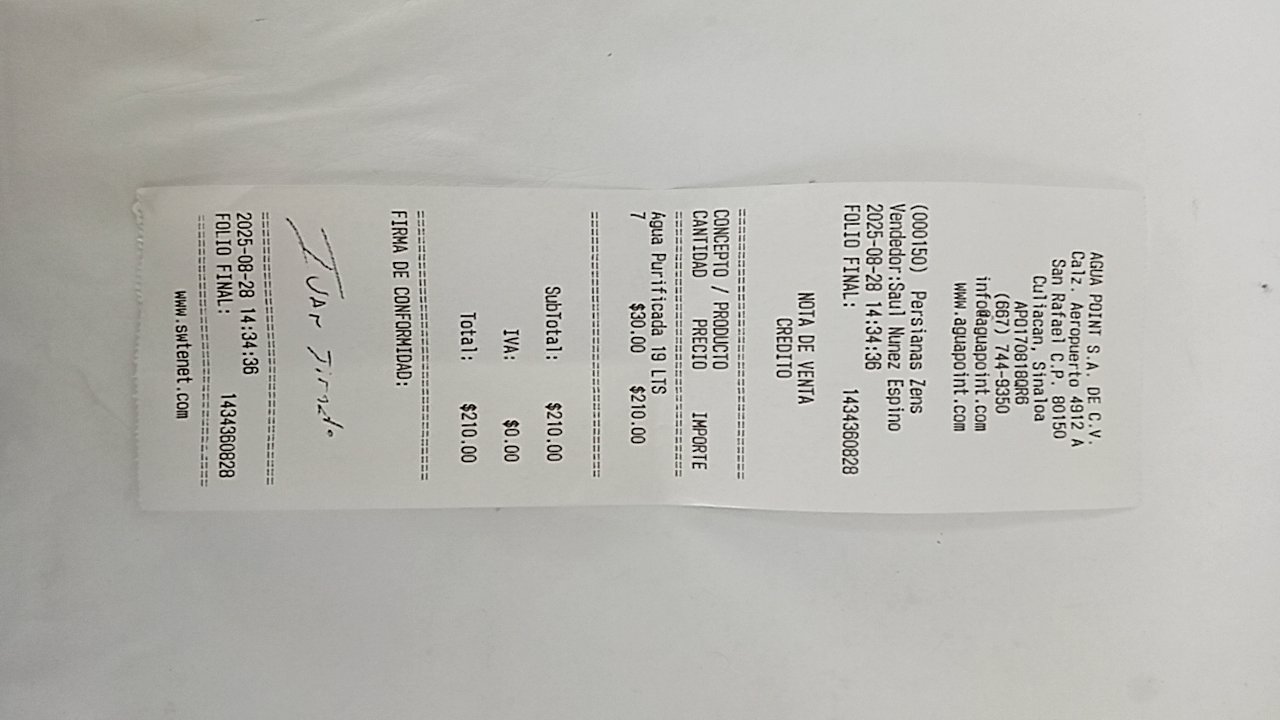 AGUA POINT S.A. DE C.V.
Calz. Aeropuerto 4912 A
San Rafael C.P. 80150
Culiacan, Sinaloa
APO170818QR6
(667) 744-9350
info@aguapoint.com
www.aguapoint.com
(000150) Persianas Zens
Vendedor:Saul Nunez Espino
2025-08-28 14:34:36
FOLIO FINAL: 1434360828
NOTA DE VENTA
CREDITO
==============================
CONCEPTO / PRODUCTO
CANTIDAD PRECIO IMPORTE
==============================
Agua Purificada 19 LTS
7 $30.00 $210.00
==============================
SubTotal: $210.00
IVA: $0.00
Total: $210.00
==============================
FIRMA DE CONFORMIDAD:
JUAN Tirado
==============================
2025-08-28 14:34:36
FOLIO FINAL: 1434360828
==============================
www.swtenet.com